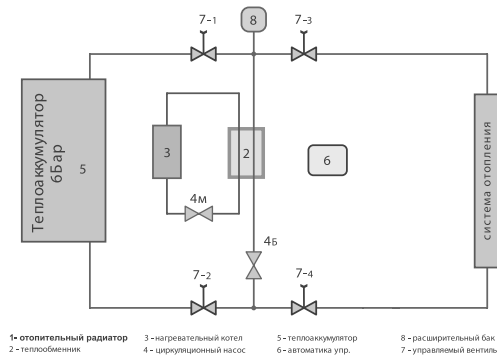 7-1
8
7-3
Теплоаккумулятор
6Бар
5
3
2
6
система отопления
4м
4Б
7-2
7-4
1- отопительный радиатор
3 - нагревательный котел
5 - теплоаккумулятор
8 - расширительный бак
2 - теплообменник
4 - циркуляционный насос
6 - автоматика упр.
7 - управляемый вентиль